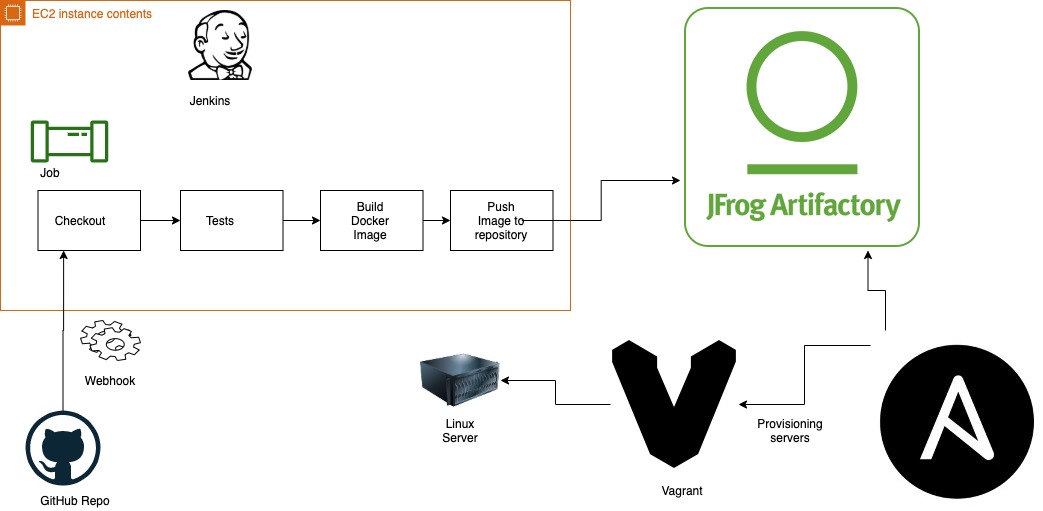 EC2 instance contents
Jenkins
Job
Checkout
Tests
Build
Docker
Image
Push
Image to
repository
JFrog Artifactory
Webhook
GitHub Repo
Linux
Server
Vagrant
Provisioning
servers